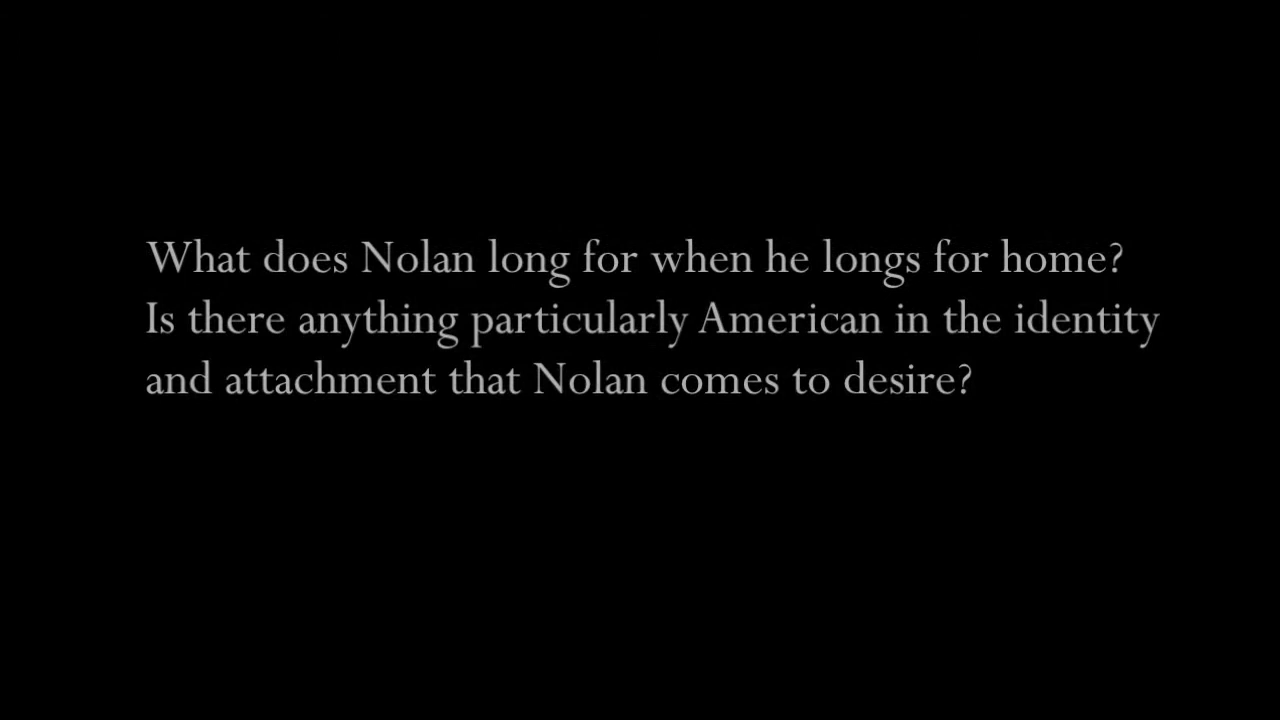 What does Nolan long for when he longs for home?
Is there anything particularly American in the identity
and attachment that Nolan comes to desire?